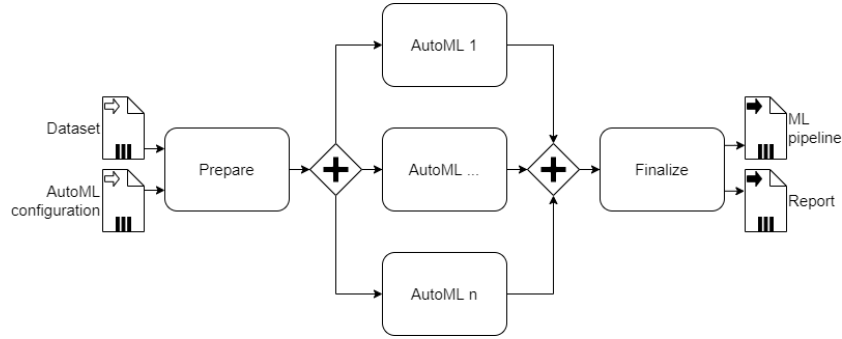 AutoML 1
Dataset
AutoML
configuration
Prepare
AutoML ...
Finalize
ML
pipeline
Report
AutoML n